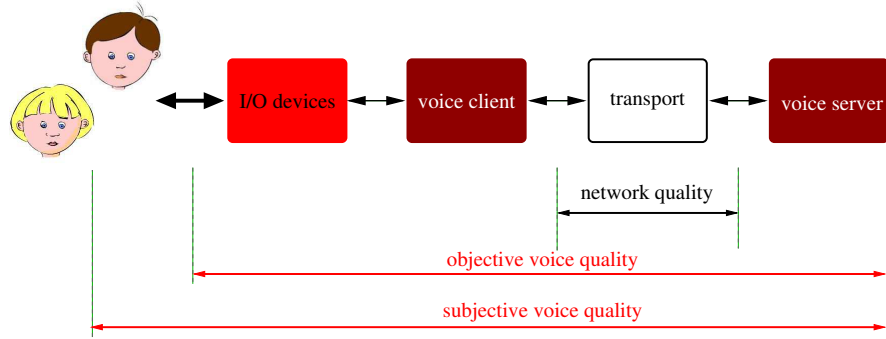 I/O devices
voice client
transport
voice server
network quality
objective voice quality
subjective voice quality